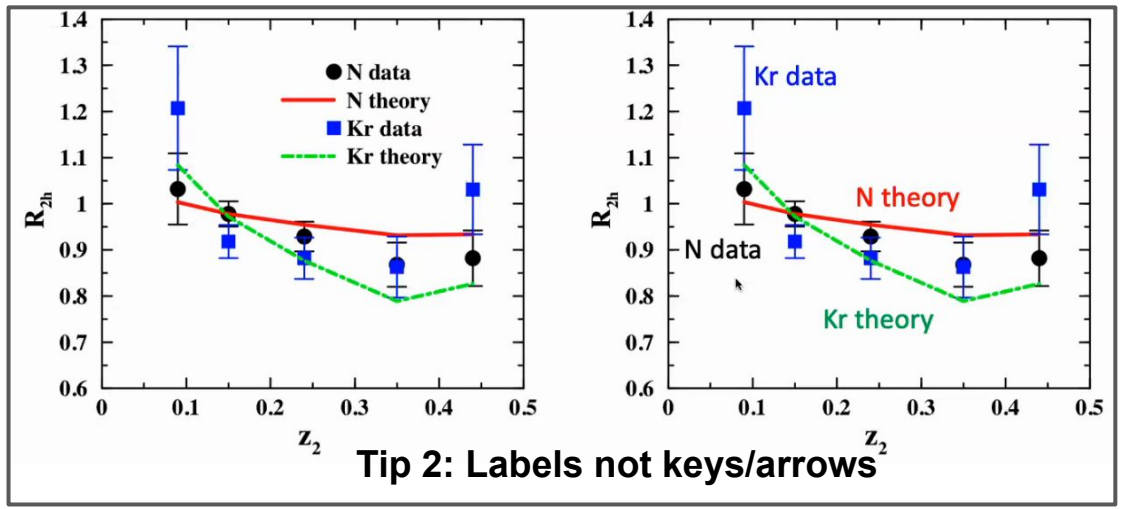 1.4
1.3
1.2
1.1
1
0.9
0.8
0.7
0.6
R2h
0 0.1 0.2 0.3 0.4 0.5
z2
N data
N theory
Kr data
Kr theory
1.4
1.3
1.2
1.1
1
0.9
0.8
0.7
0.6
R2h
0 0.1 0.2 0.3 0.4 0.5
z2
Kr data
N theory
N data
Kr theory
Tip 2: Labels not keys/arrows